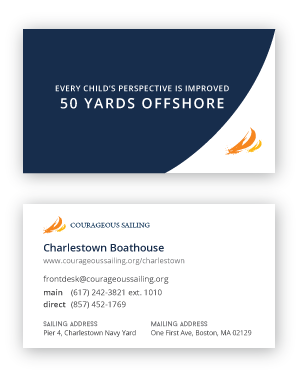 EVERY CHILD'S PERSPECTIVE IS IMPROVED
50 YARDS OFFSHORE
COURAGEOUS SAILING
Charlestown Boathouse
www.courageoussailing.org/charlestown
frontdesk@courageoussailing.org
main (617) 242-3821 ext. 1010
direct (857) 452-1769
SAILING ADDRESS MAILING ADDRESS
Pier 4, Charlestown Navy Yard One First Ave, Boston, MA 02129